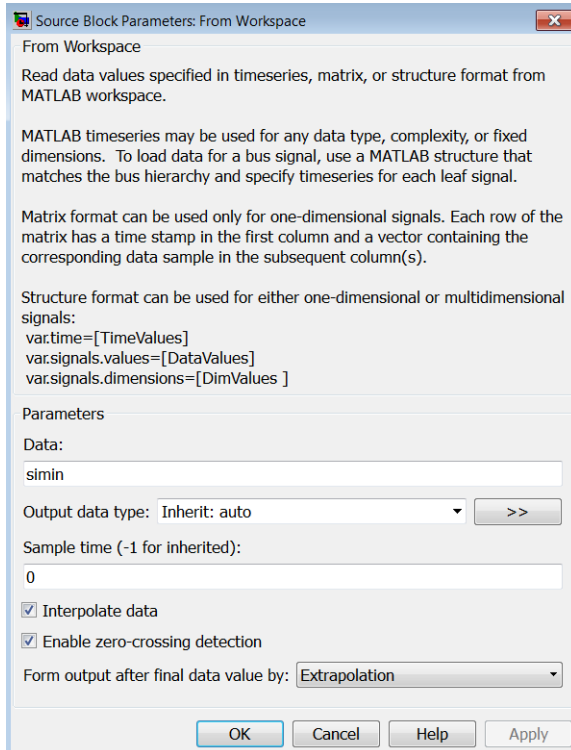 Source Block Parameters: From Workspace
From Workspace
Read data values specified in timeseries, matrix, or structure format from
MATLAB workspace.
MATLAB timeseries may be used for any data type, complexity, or fixed
dimensions. To load data for a bus signal, use a MATLAB structure that
matches the bus hierarchy and specify timeseries for each leaf signal.
Matrix format can be used only for one-dimensional signals. Each row of the
matrix has a time stamp in the first column and a vector containing the
corresponding data sample in the subsequent column(s).
Structure format can be used for either one-dimensional or multidimensional
signals:
var.time=[TimeValues]
var.signals.values=[DataValues]
var.signals.dimensions=[DimValues ]
Parameters
Data:
simin
Output data type: Inherit: auto >>
Sample time (-1 for inherited):
0
Interpolate data
Enable zero-crossing detection
Form output after final data value by: Extrapolation
OK Cancel Help Apply